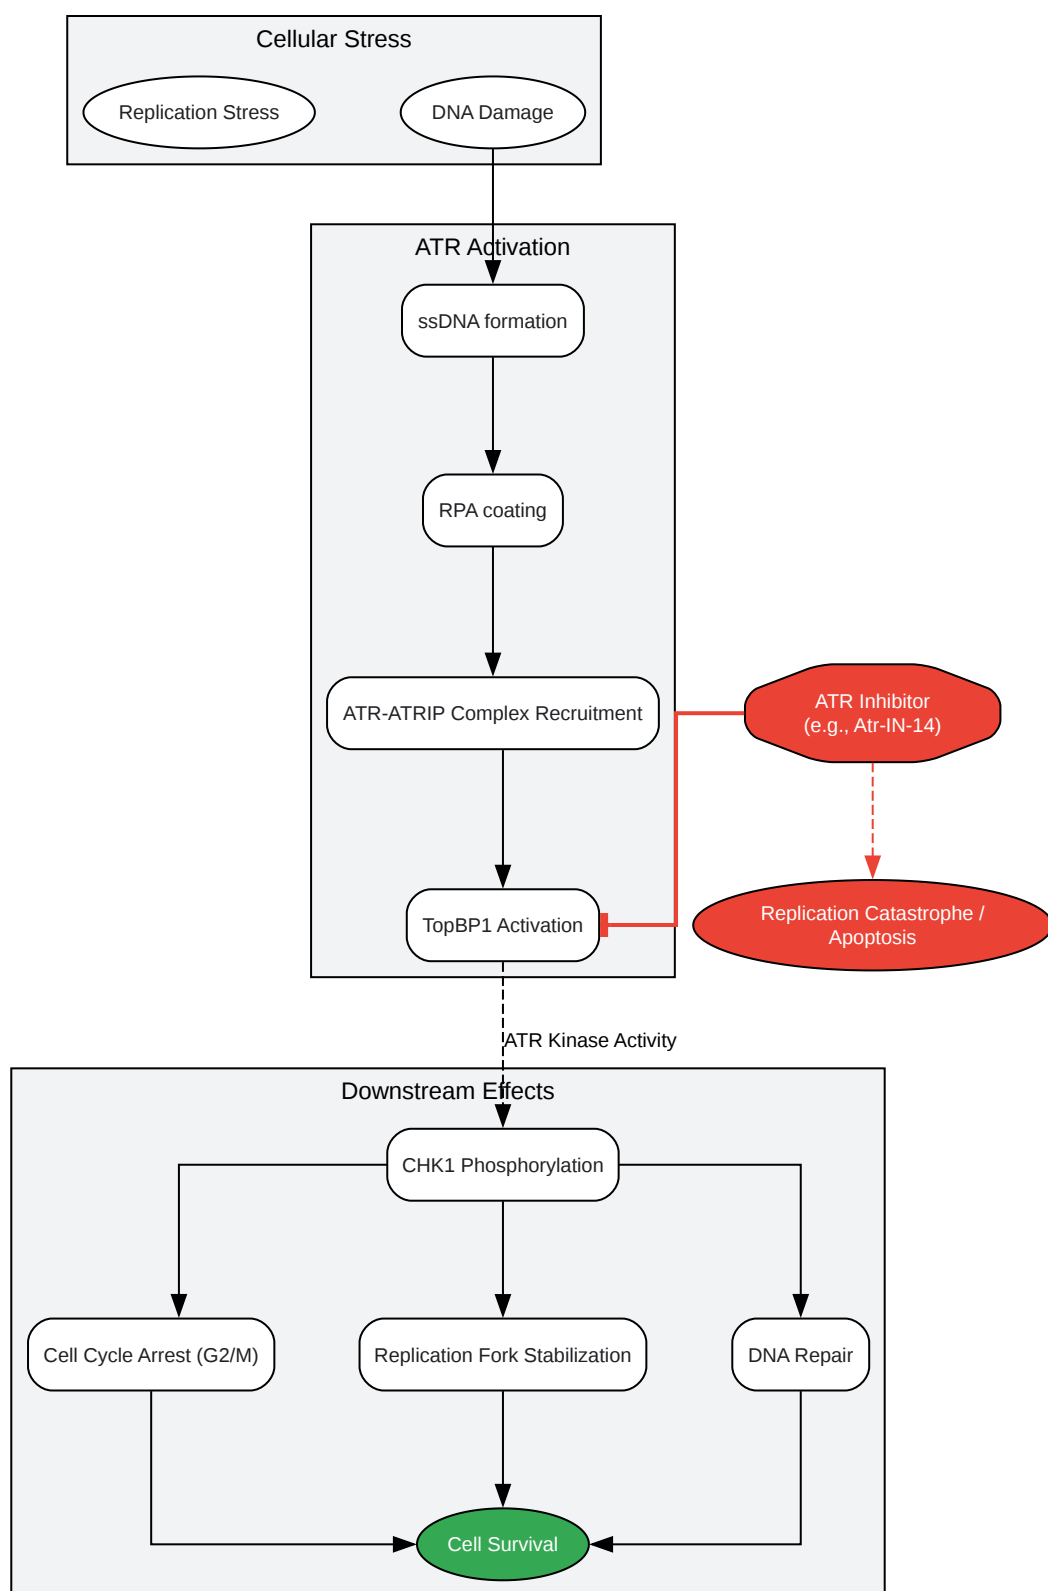 Cellular Stress
Replication Stress
DNA Damage
ATR Activation
ssDNA formation
RPA coating
ATR-ATRIP Complex Recruitment
ATR Inhibitor
(e.g., Atr-IN-14)
TopBP1 Activation
Replication Catastrophe /
Apoptosis
ATR Kinase Activity
Downstream Effects
CHK1 Phosphorylation
Cell Cycle Arrest (G2/M)
Replication Fork Stabilization
DNA Repair
Cell Survival